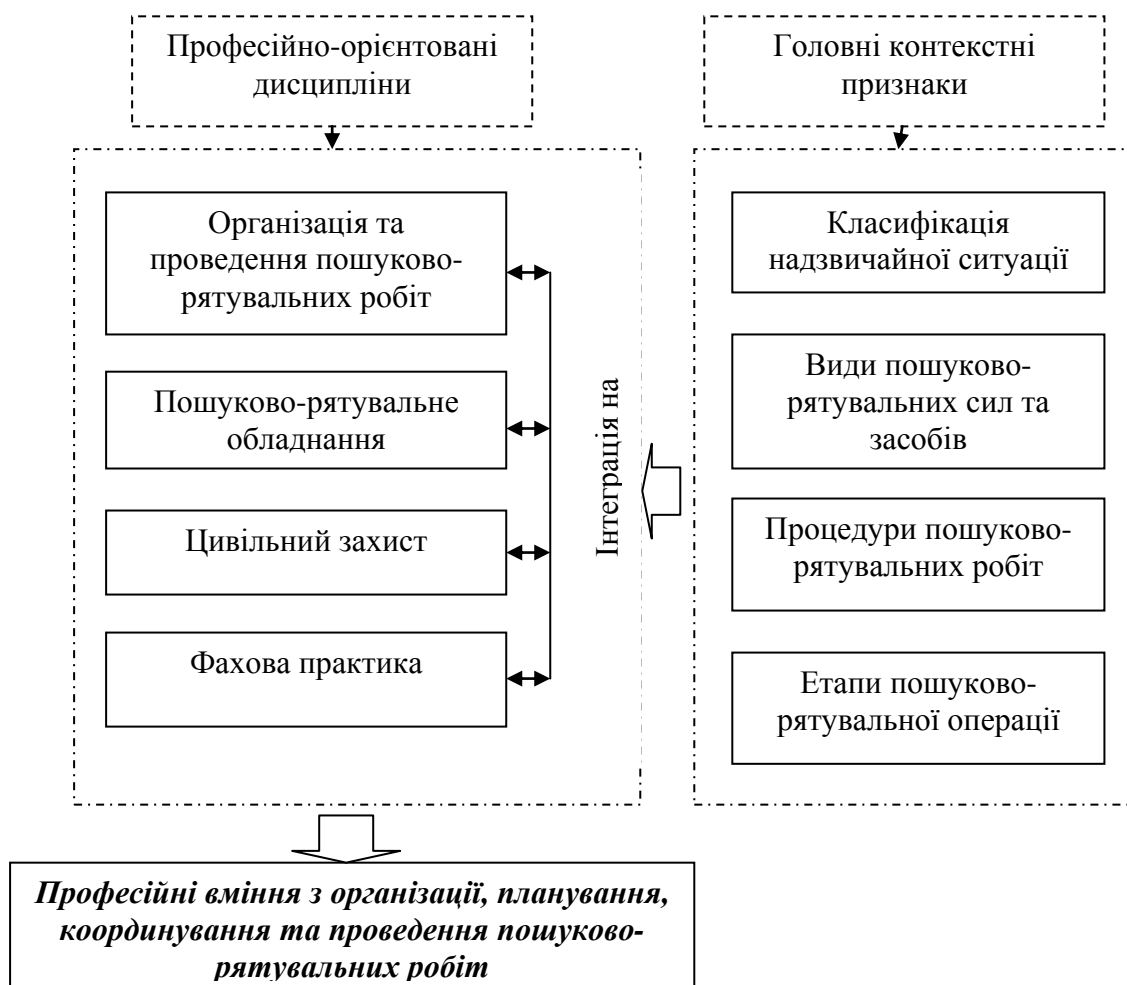 Професійно-орієнтовані
дисципліни
Головні контекстні
признаки
Організація та
проведення пошуково-
рятувальних робіт
Пошуково-рятувальне
обладнання
Цивільний захист
Фахова практика
Інтеграція на
Класифікація
надзвичайної ситуації
Види пошуково-
рятувальних сил та
засобів
Процедури пошуково-
рятувальних робіт
Етапи пошуково-
рятувальної операції
Професійні вміння з організації, планування,
координування та проведення пошуково-
рятувальних робіт